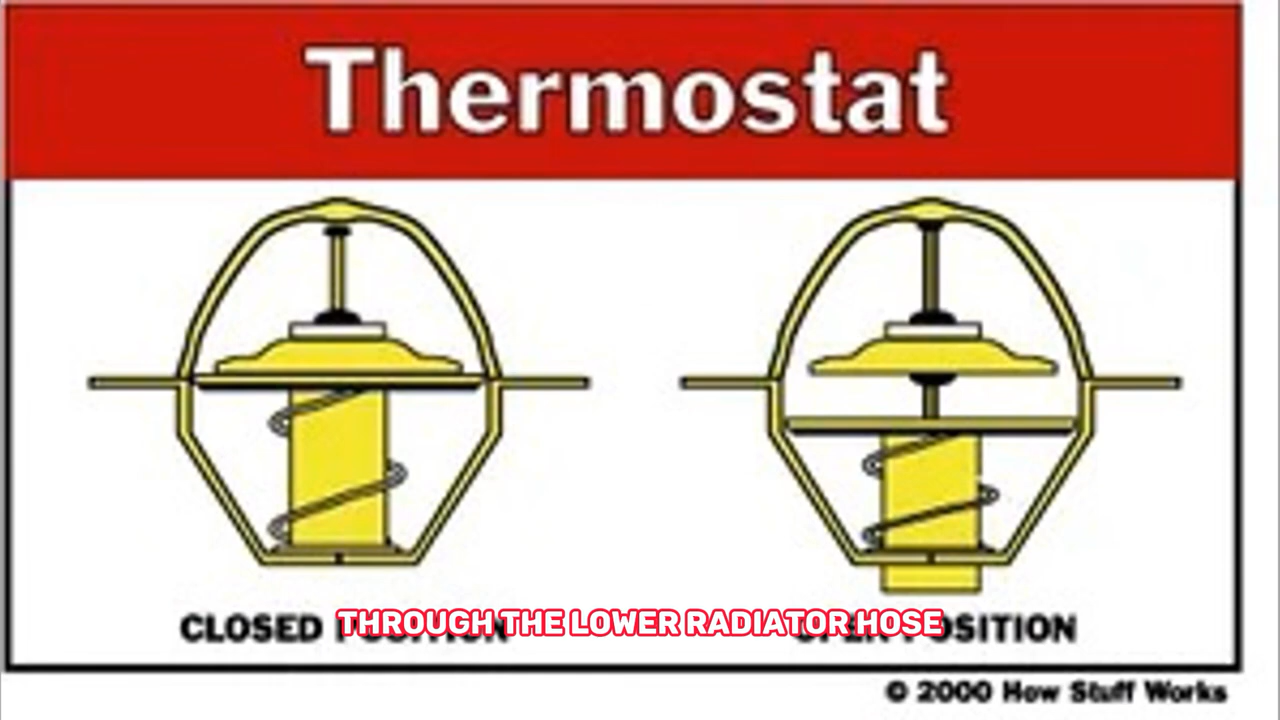 Thermostat
CLOSED
THROUGH THE LOWER RADIATOR HOSE
POSITION
© 2000 How Stuff Works